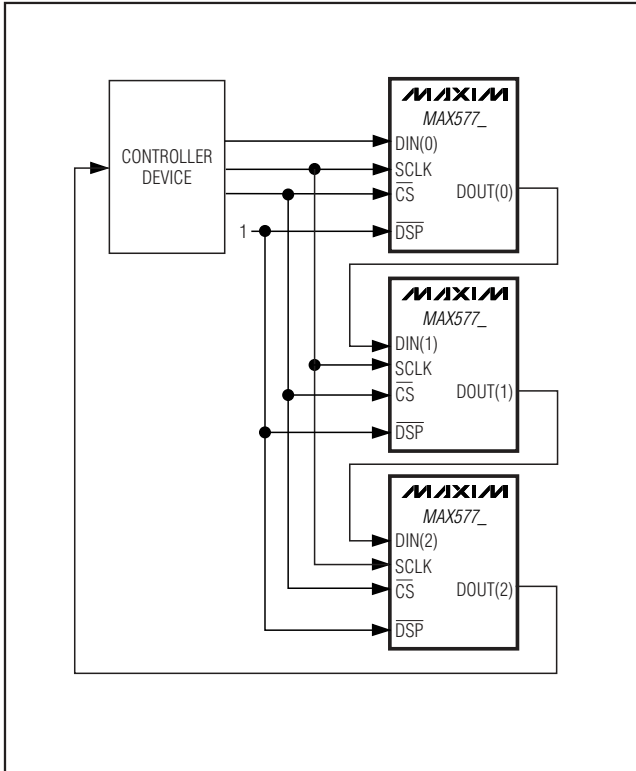 CONTROLLER
DEVICE
MAXIM
MAX577_
DIN(0)
SCLK
CS
DOUT(0)
1
DSP
MAXIM
MAX577_
DIN(1)
SCLK
CS
DOUT(1)
DSP
MAXIM
MAX577_
DIN(2)
SCLK
CS
DOUT(2)
DSP